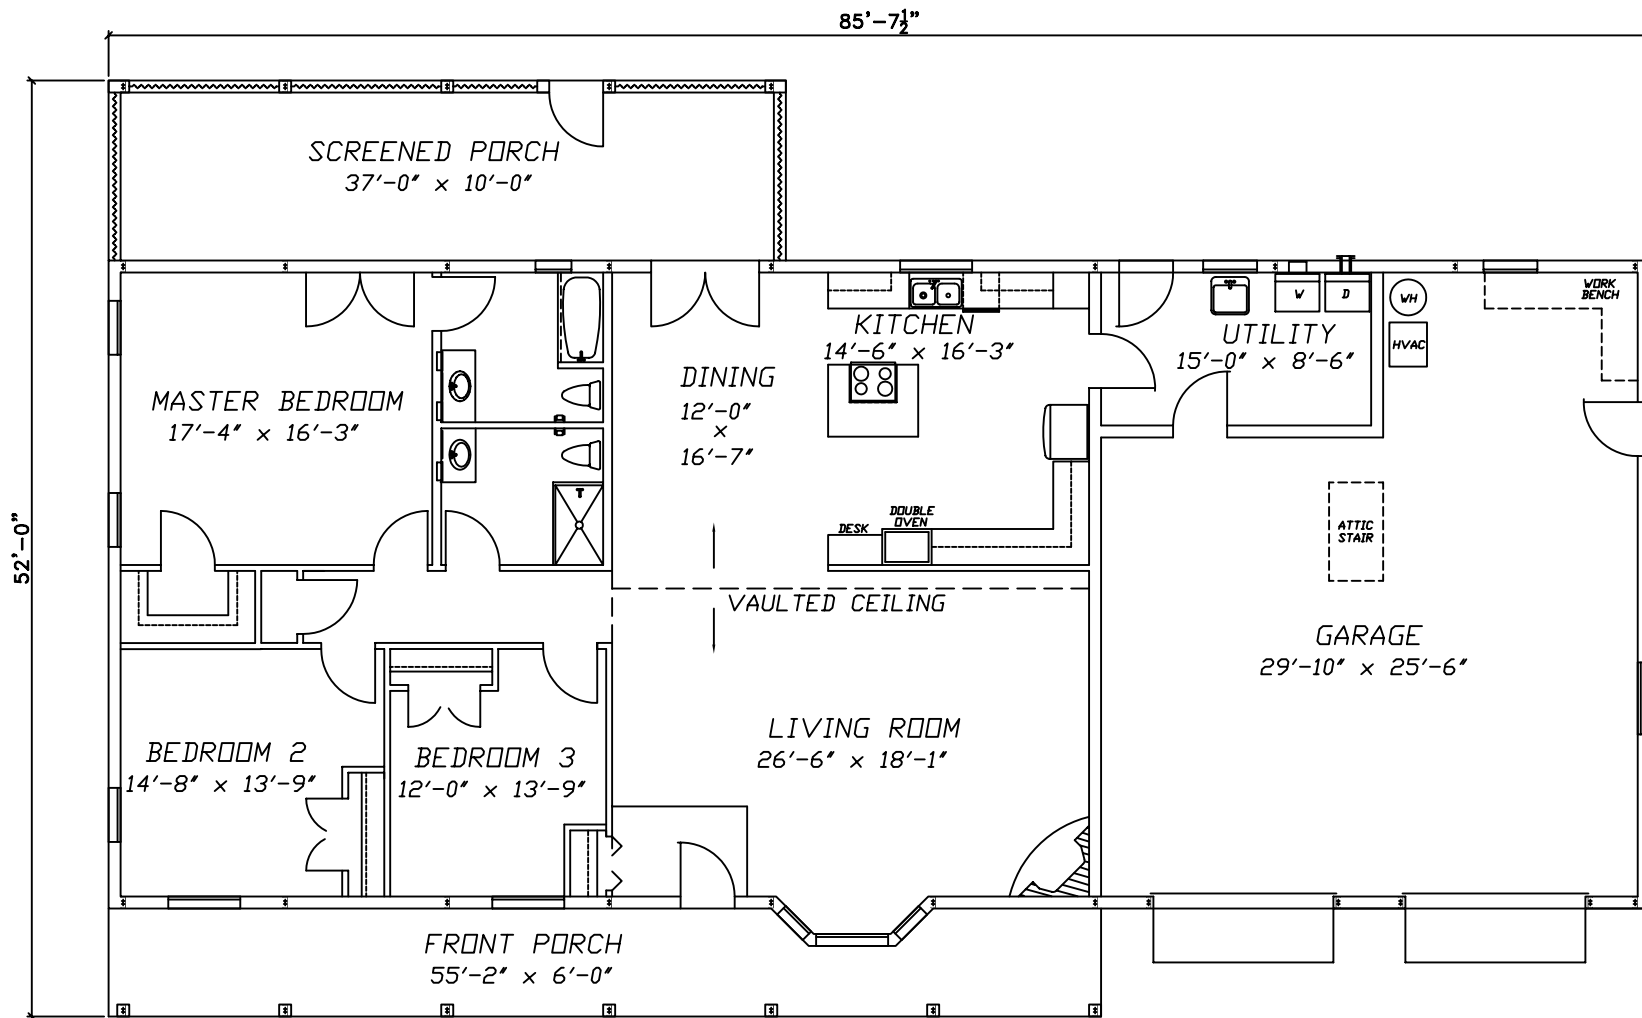 85'-7½"
52'-0"
SCREENED PORCH
37'-0" x 10'-0"
MASTER BEDROOM
17'-4" x 16'-3"
DINING
12'-0"
x
16'-7"
KITCHEN
14'-6" x 16'-3"
DESK
DOUBLE
OVEN
UTILITY
15'-0" x 8'-6"
W
D
WH
HVAC
WORK
BENCH
ATTIC
STAIR
VAULTED CEILING
GARAGE
29'-10" x 25'-6"
LIVING ROOM
26'-6" x 18'-1"
BEDROOM 2
14'-8" x 13'-9"
BEDROOM 3
12'-0" x 13'-9"
FRONT PORCH
55'-2" x 6'-0"